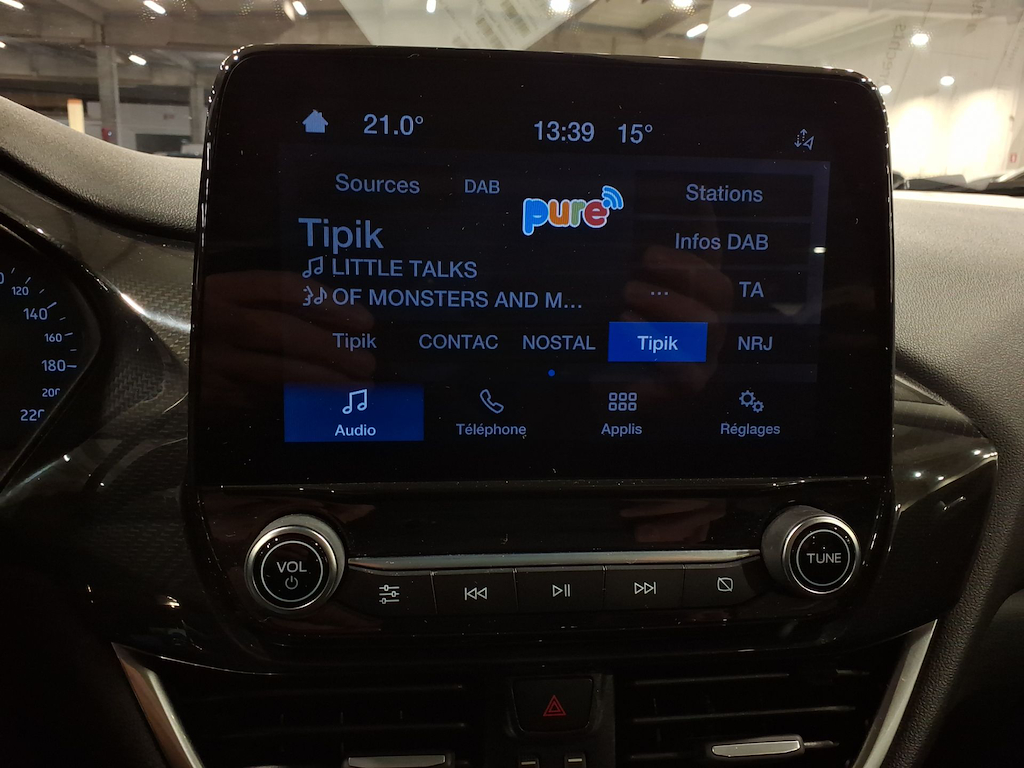 21.0° 13:39 15°
Sources DAB pure Stations
Tipik
Infos DAB
LITTLE TALKS
OF MONSTERS AND M... ... TA
Tipik CONTAC NOSTAL Tipik NRJ
Audio Téléphone Applis Réglages
120
140
160
180
200
220
VOL TUNE